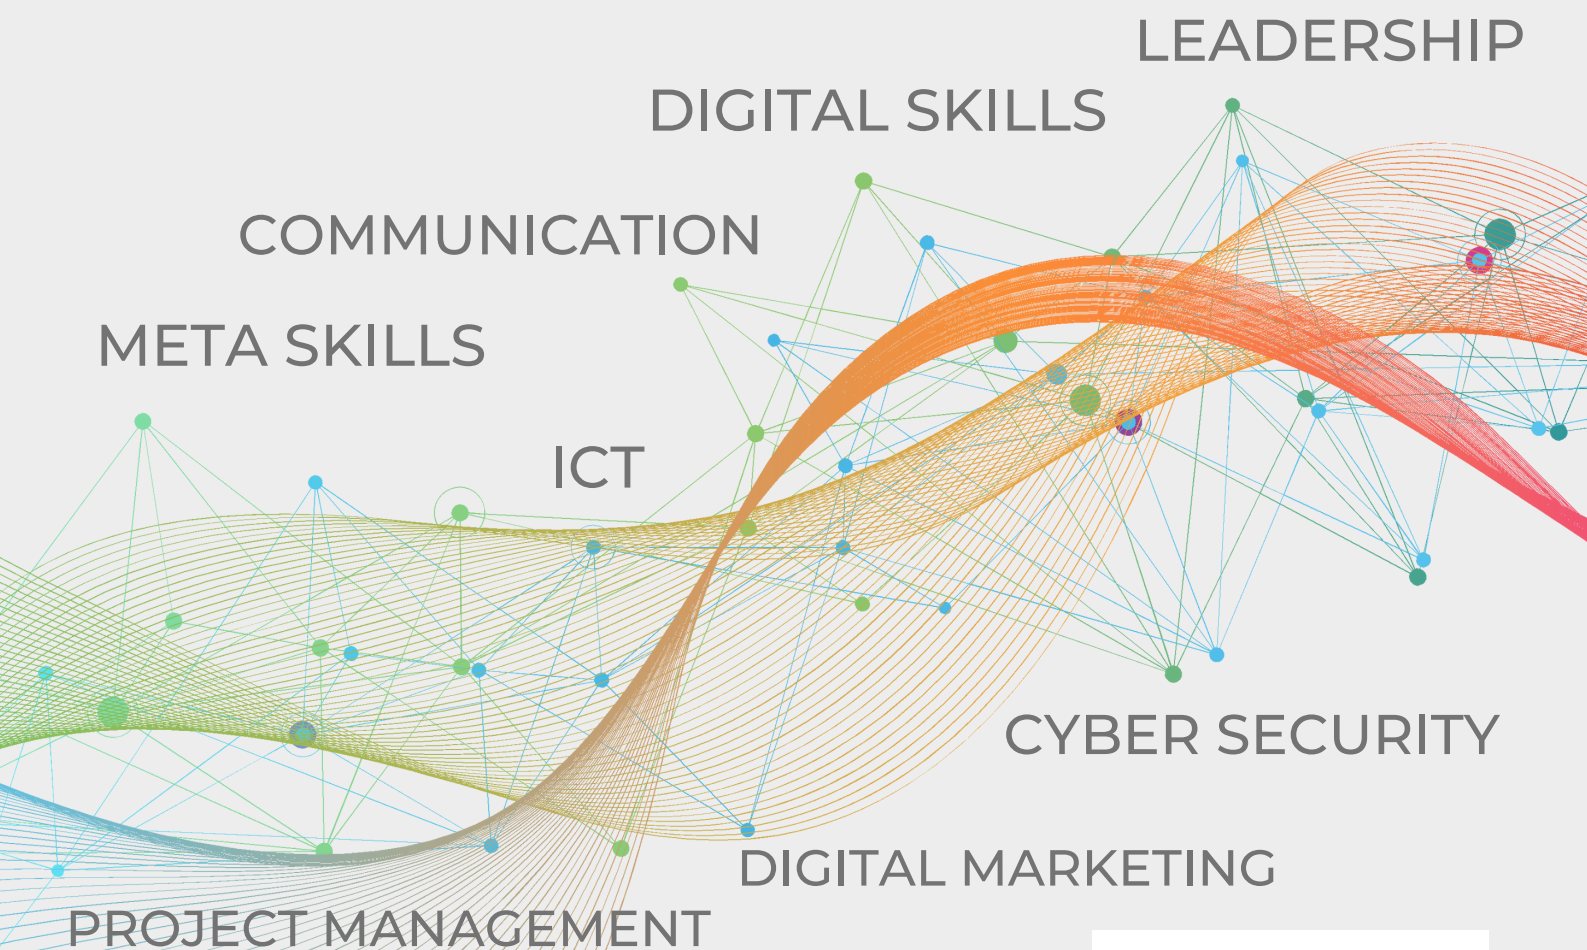 LEADERSHIP
DIGITAL SKILLS
COMMUNICATION
META SKILLS
ICT
CYBER SECURITY
DIGITAL MARKETING
PROJECT MANAGEMENT